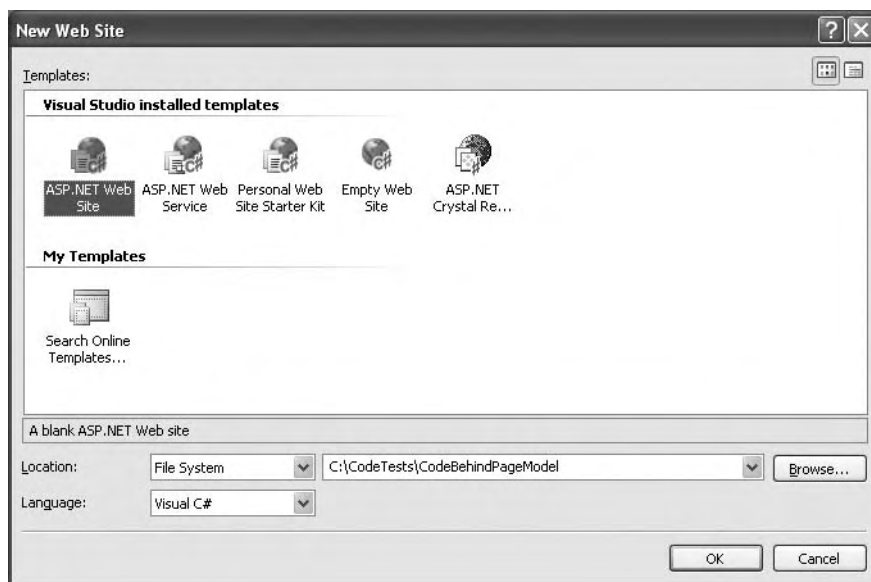 New Web Site
Templates:
Visual Studio installed templates
ASP.NET Web Site
ASP.NET Web Service
Personal Web Site Starter Kit
Empty Web Site
ASP.NET Crystal Re...
My Templates
Search Online Templates...
A blank ASP.NET Web site
Location:
File System
C:\CodeTests\CodeBehindPageModel
Browse...
Language:
Visual C#
OK
Cancel